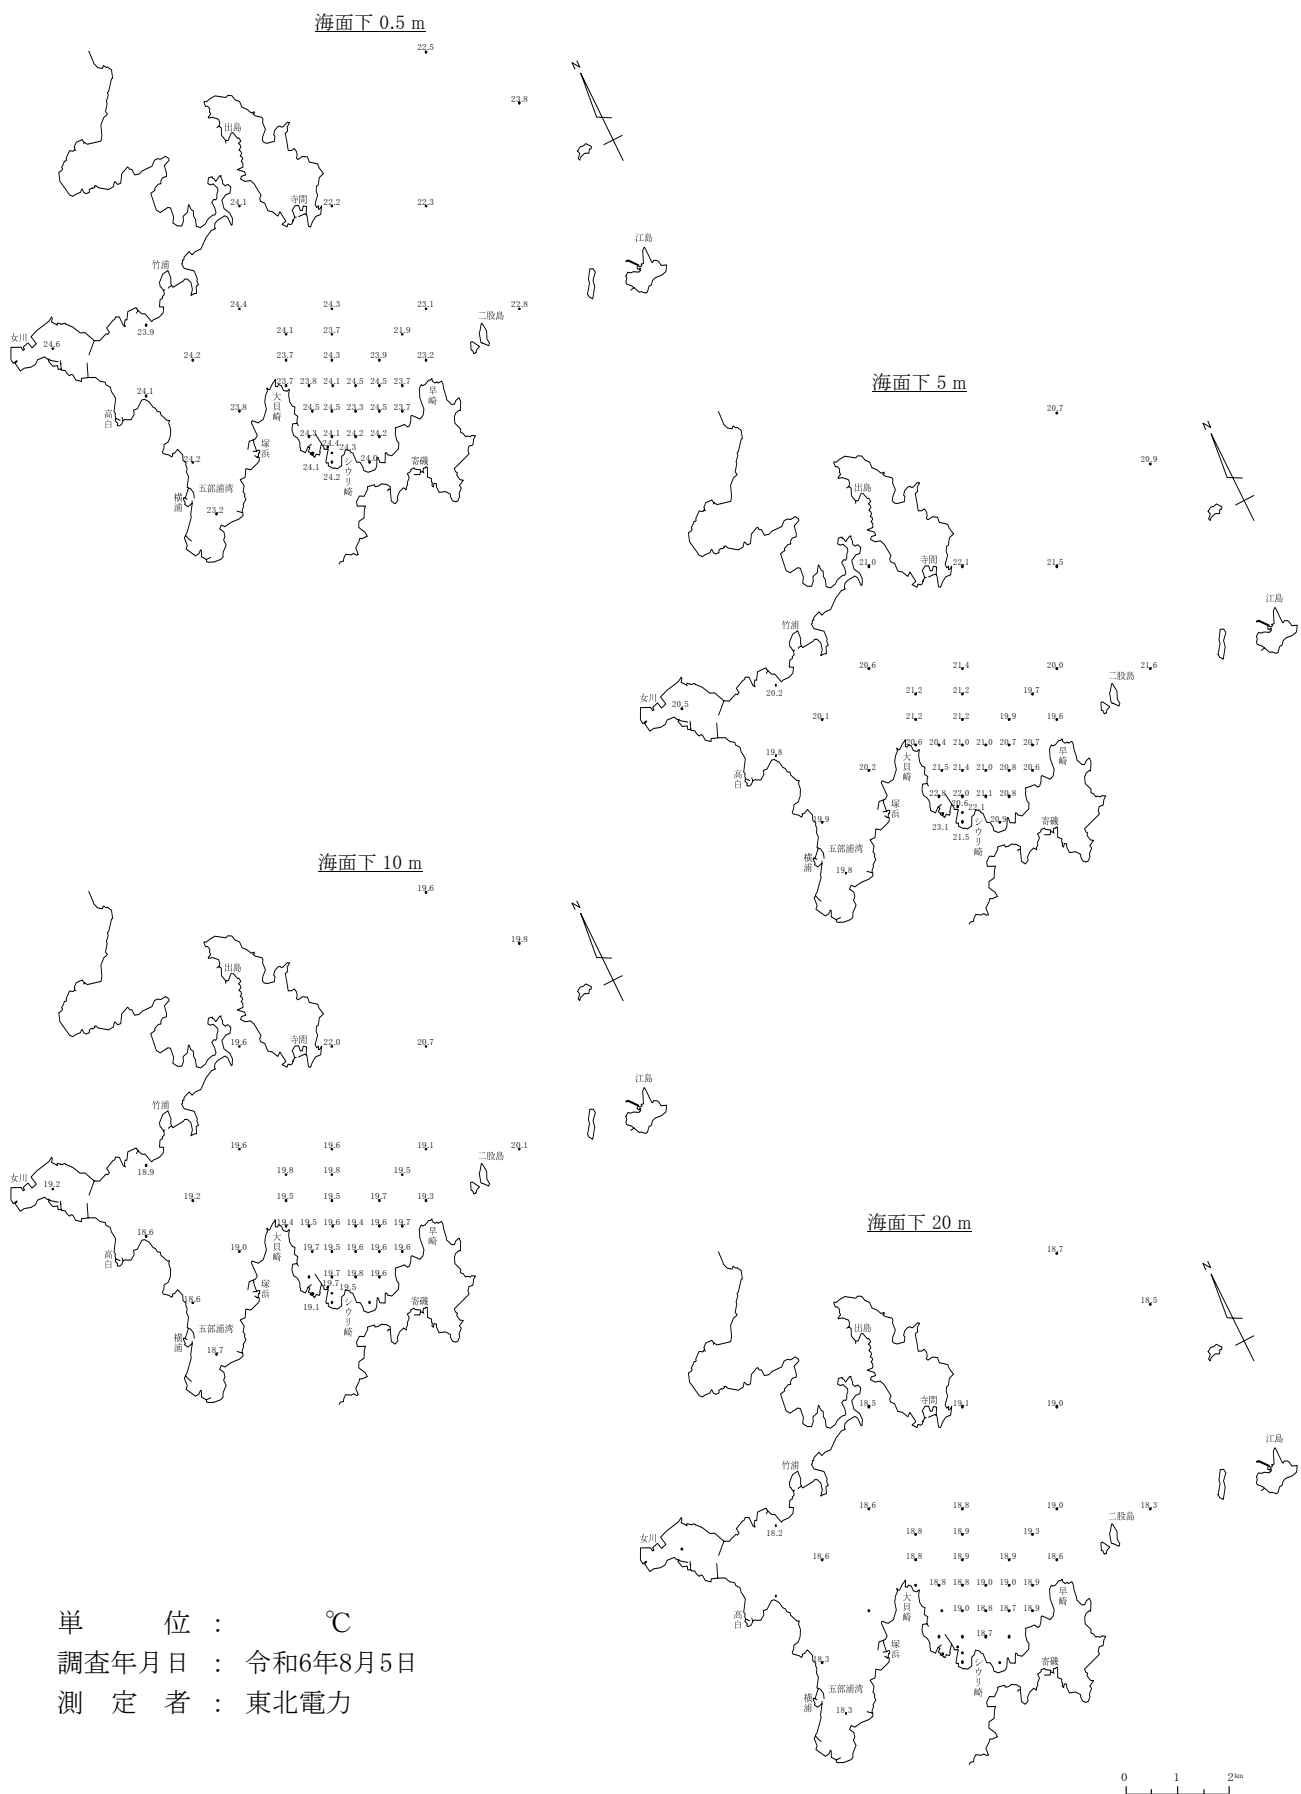 海面下 0.5 m
22.5
N
23.8
出島
24.1
寺間
22.2
22.3
江島
竹浦
24.4
24.3
23.1
22.8
二股島
23.9
24.1
23.7
21.9
女川
24.6
24.2
23.7
24.3
23.9
23.2
23.7 23.8 24.1 24.5 24.5 23.7
24.1
大貝崎
早崎
高白
23.8
24.5 24.5 23.3 24.5 23.7
24.3 24.1 24.2 24.2
塚浜
24.4
24.3
24.2
24.1
24.0
寄磯
シウリ崎
24.2
五部浦湾
横浦
23.2
海面下 5 m
20.7
N
20.9
出島
21.0
寺間
22.1
21.5
江島
竹浦
20.6
21.4
20.0
21.6
二股島
20.2
21.2
21.2
19.7
女川
20.5
20.1
21.2
21.2
19.9
19.6
20.6 20.4 21.0 21.0 20.7 20.7
19.8
大貝崎
早崎
高白
20.2
21.5 21.4 21.0 20.8 20.6
22.8 22.0 21.1 20.8
塚浜
20.6
22.1
19.9
23.1
20.9
寄磯
シウリ崎
21.5
五部浦湾
横浦
19.8
海面下 10 m
19.6
N
19.8
出島
19.6
寺間
22.0
20.7
江島
竹浦
19.6
19.6
19.1
20.1
二股島
18.9
19.8
19.8
19.5
女川
19.2
19.2
19.5
19.5
19.7
19.3
19.4 19.5 19.6 19.4 19.6 19.7
18.6
大貝崎
早崎
高白
19.0
19.7 19.5 19.6 19.6 19.6
19.7 19.8 19.6
塚浜
19.7
19.5
18.6
19.1
寄磯
シウリ崎
五部浦湾
横浦
18.7
海面下 20 m
18.7
N
18.5
出島
18.5
寺間
19.1
19.0
江島
竹浦
18.6
18.8
19.0
18.3
二股島
18.2
18.8
18.9
19.3
女川
18.6
18.8
18.9
18.9
18.6
18.8 18.8 19.0 19.0 18.9
大貝崎
早崎
高白
19.0 18.8 18.7 18.9
18.7
塚浜
18.3
寄磯
シウリ崎
五部浦湾
横浦
18.3
単 位 : ℃
調査年月日 : 令和6年8月5日
測 定 者 : 東北電力
0 1 2km